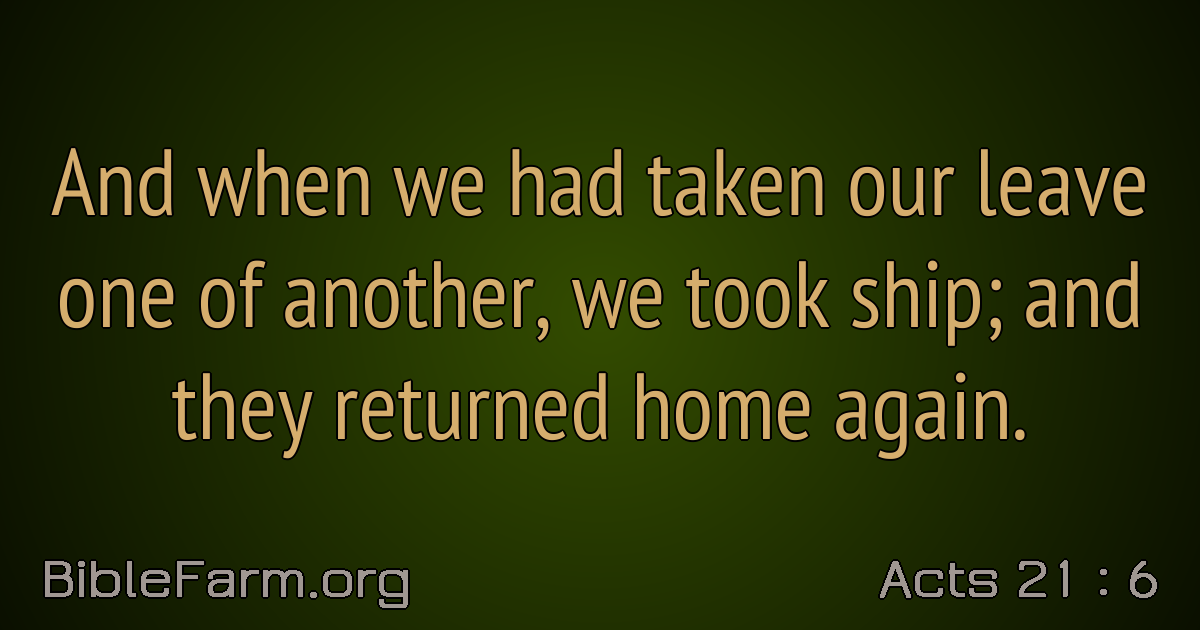 And when we had taken our leave
one of another, we took ship; and
they returned home again.
BibleFarm.org
Acts 21 : 6